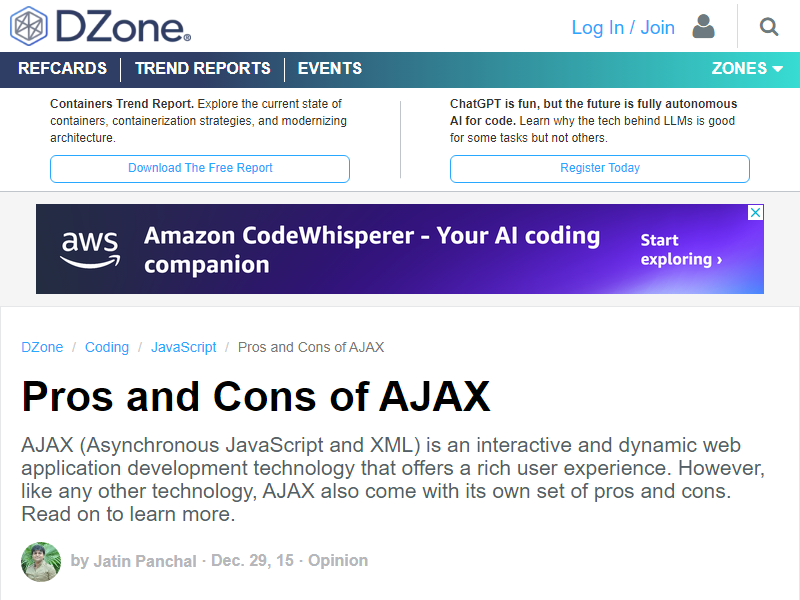 DZone®
Log In / Join
REFCARDS
TREND REPORTS
EVENTS
ZONES
Containers Trend Report. Explore the current state of
containers, containerization strategies, and modernizing
architecture.
Download The Free Report
ChatGPT is fun, but the future is fully autonomous
AI for code. Learn why the tech behind LLMs is good
for some tasks but not others.
Register Today
aws
Amazon CodeWhisperer - Your AI coding
companion
Start
exploring ›
DZone / Coding / JavaScript / Pros and Cons of AJAX
Pros and Cons of AJAX
AJAX (Asynchronous JavaScript and XML) is an interactive and dynamic web
application development technology that offers a rich user experience. However,
like any other technology, AJAX also come with its own set of pros and cons.
Read on to learn more.
by Jatin Panchal · Dec. 29, 15 · Opinion